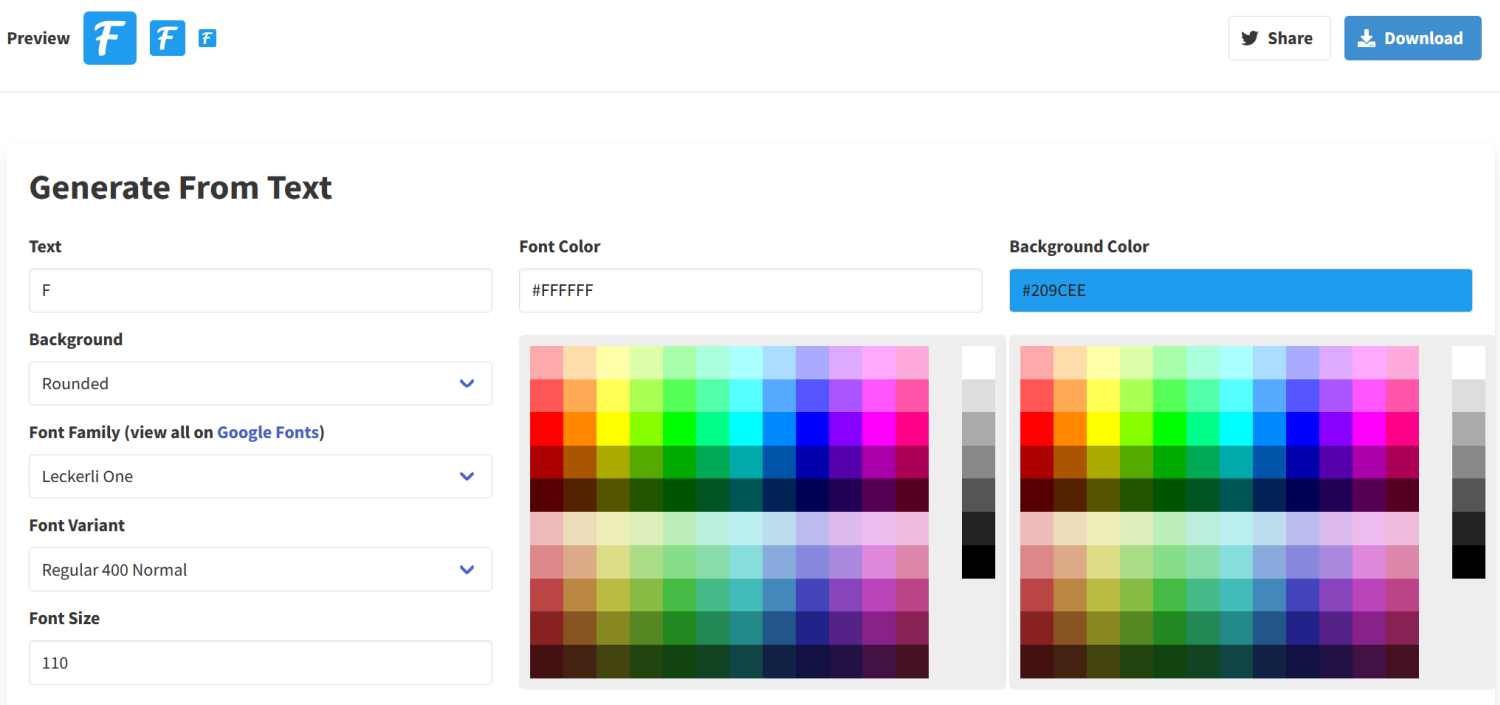 Preview F F F Share Download
Generate From Text
Text
F
Background
Rounded
Font Family (view all on Google Fonts)
Leckerli One
Font Variant
Regular 400 Normal
Font Size
110
Font Color
#FFFFFF
Background Color
#209CEE